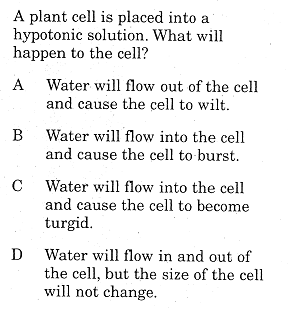 A plant cell is placed into a
hypotonic solution. What will
happen to the cell?
A Water will flow out of the cell
and cause the cell to wilt.
B Water will flow into the cell
and cause the cell to burst.
C Water will flow into the cell
and cause the cell to become
turgid.
D Water will flow in and out of
the cell, but the size of the cell
will not change.